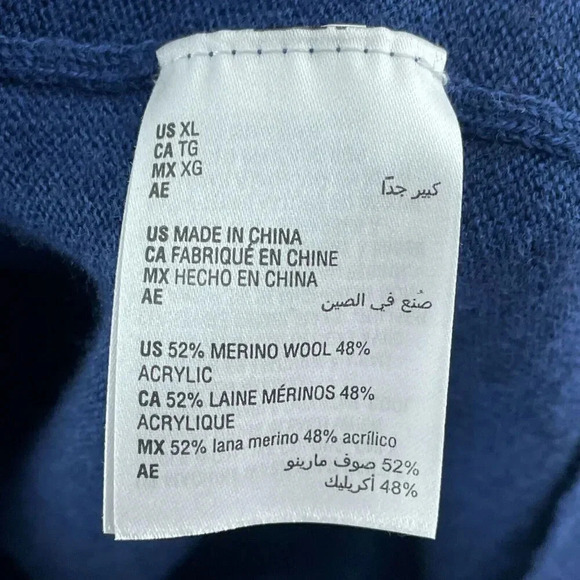 US XL
CA TG
MX XG
AE كبير جدًا
US MADE IN CHINA
CA FABRIQUÉ EN CHINE
MX HECHO EN CHINA
AE صُنع في الصين
US 52% MERINO WOOL 48%
ACRYLIC
CA 52% LAINE MÉRINOS 48%
ACRYLIQUE
MX 52% lana merino 48% acrílico
AE 52% صوف مارينو
48% أكريليك